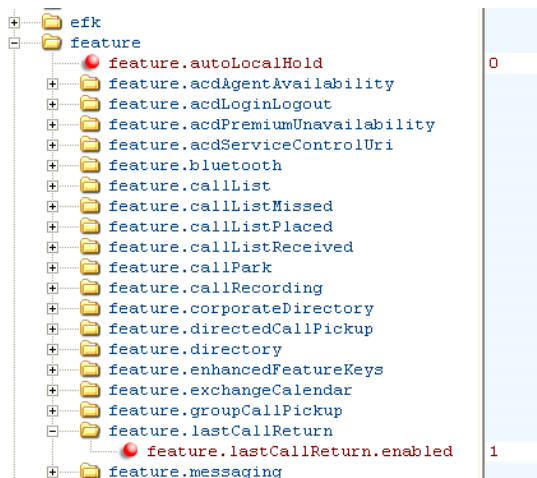 efk
feature
feature.autoLocalHold 0
feature.acdAgentAvailability
feature.acdLoginLogout
feature.acdPremiumUnavailability
feature.acdServiceControlUri
feature.bluetooth
feature.callList
feature.callListMissed
feature.callListPlaced
feature.callListReceived
feature.callPark
feature.callRecording
feature.corporateDirectory
feature.directedCallPickup
feature.directory
feature.enhancedFeatureKeys
feature.exchangeCalendar
feature.groupCallPickup
feature.lastCallReturn
feature.lastCallReturn.enabled 1
feature.messaging